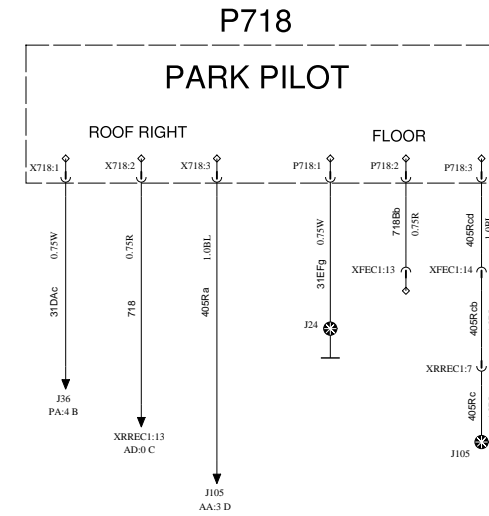 P718
PARK PILOT
ROOF RIGHT
FLOOR
X718:1
X718:2
X718:3
P718:1
P718:2
P718:3
0.75W
0.75R
1.0BL
0.75W
718Bb
0.75R
405Rcd
31DAc
718
405Ra
31EFg
XFEC1:13
XFEC1:14
405Rcb
J24
XRREC1:7
J36
PA:4 B
405Rc
XRREC1:13
AD:0 C
J105
J105
AA:3 D